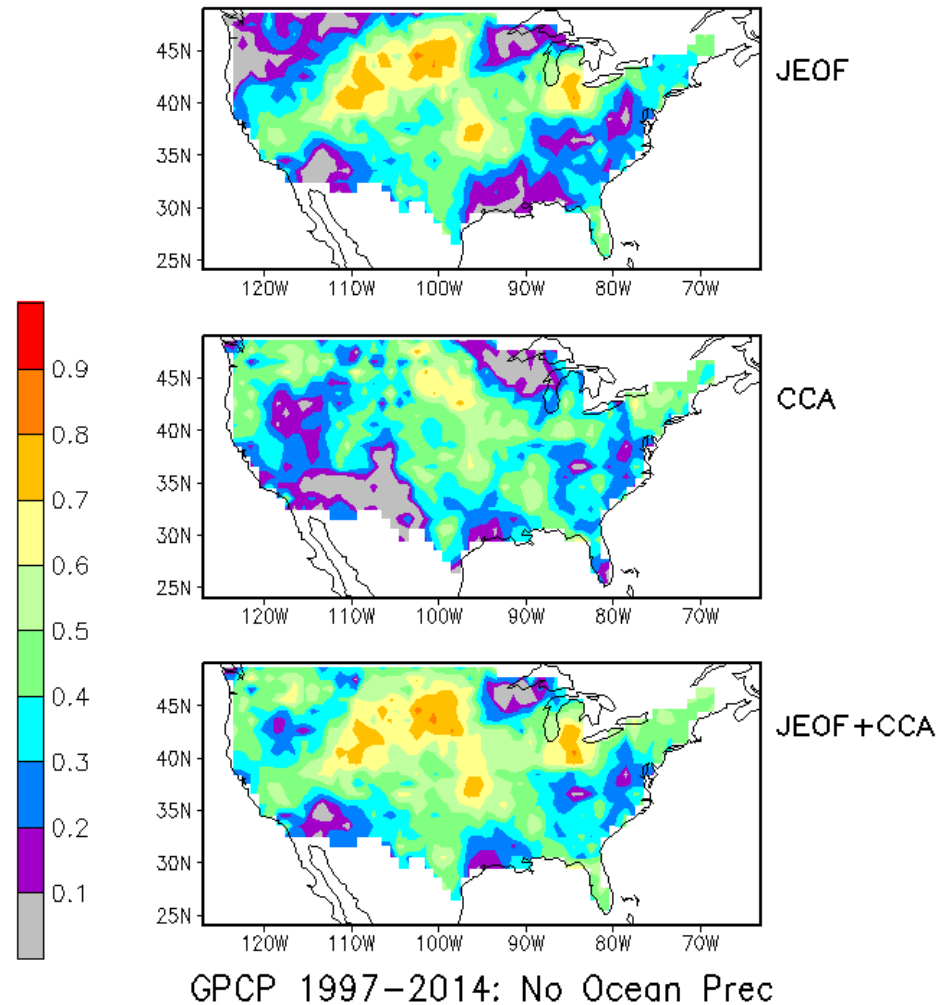 45N
40N
35N
30N
25N
120W 110W 100W 90W 80W 70W
JEOF
45N
40N
35N
30N
25N
120W 110W 100W 90W 80W 70W
CCA
45N
40N
35N
30N
25N
120W 110W 100W 90W 80W 70W
JEOF+CCA
0.9
0.8
0.7
0.6
0.5
0.4
0.3
0.2
0.1
GPCP 1997-2014: No Ocean Prec